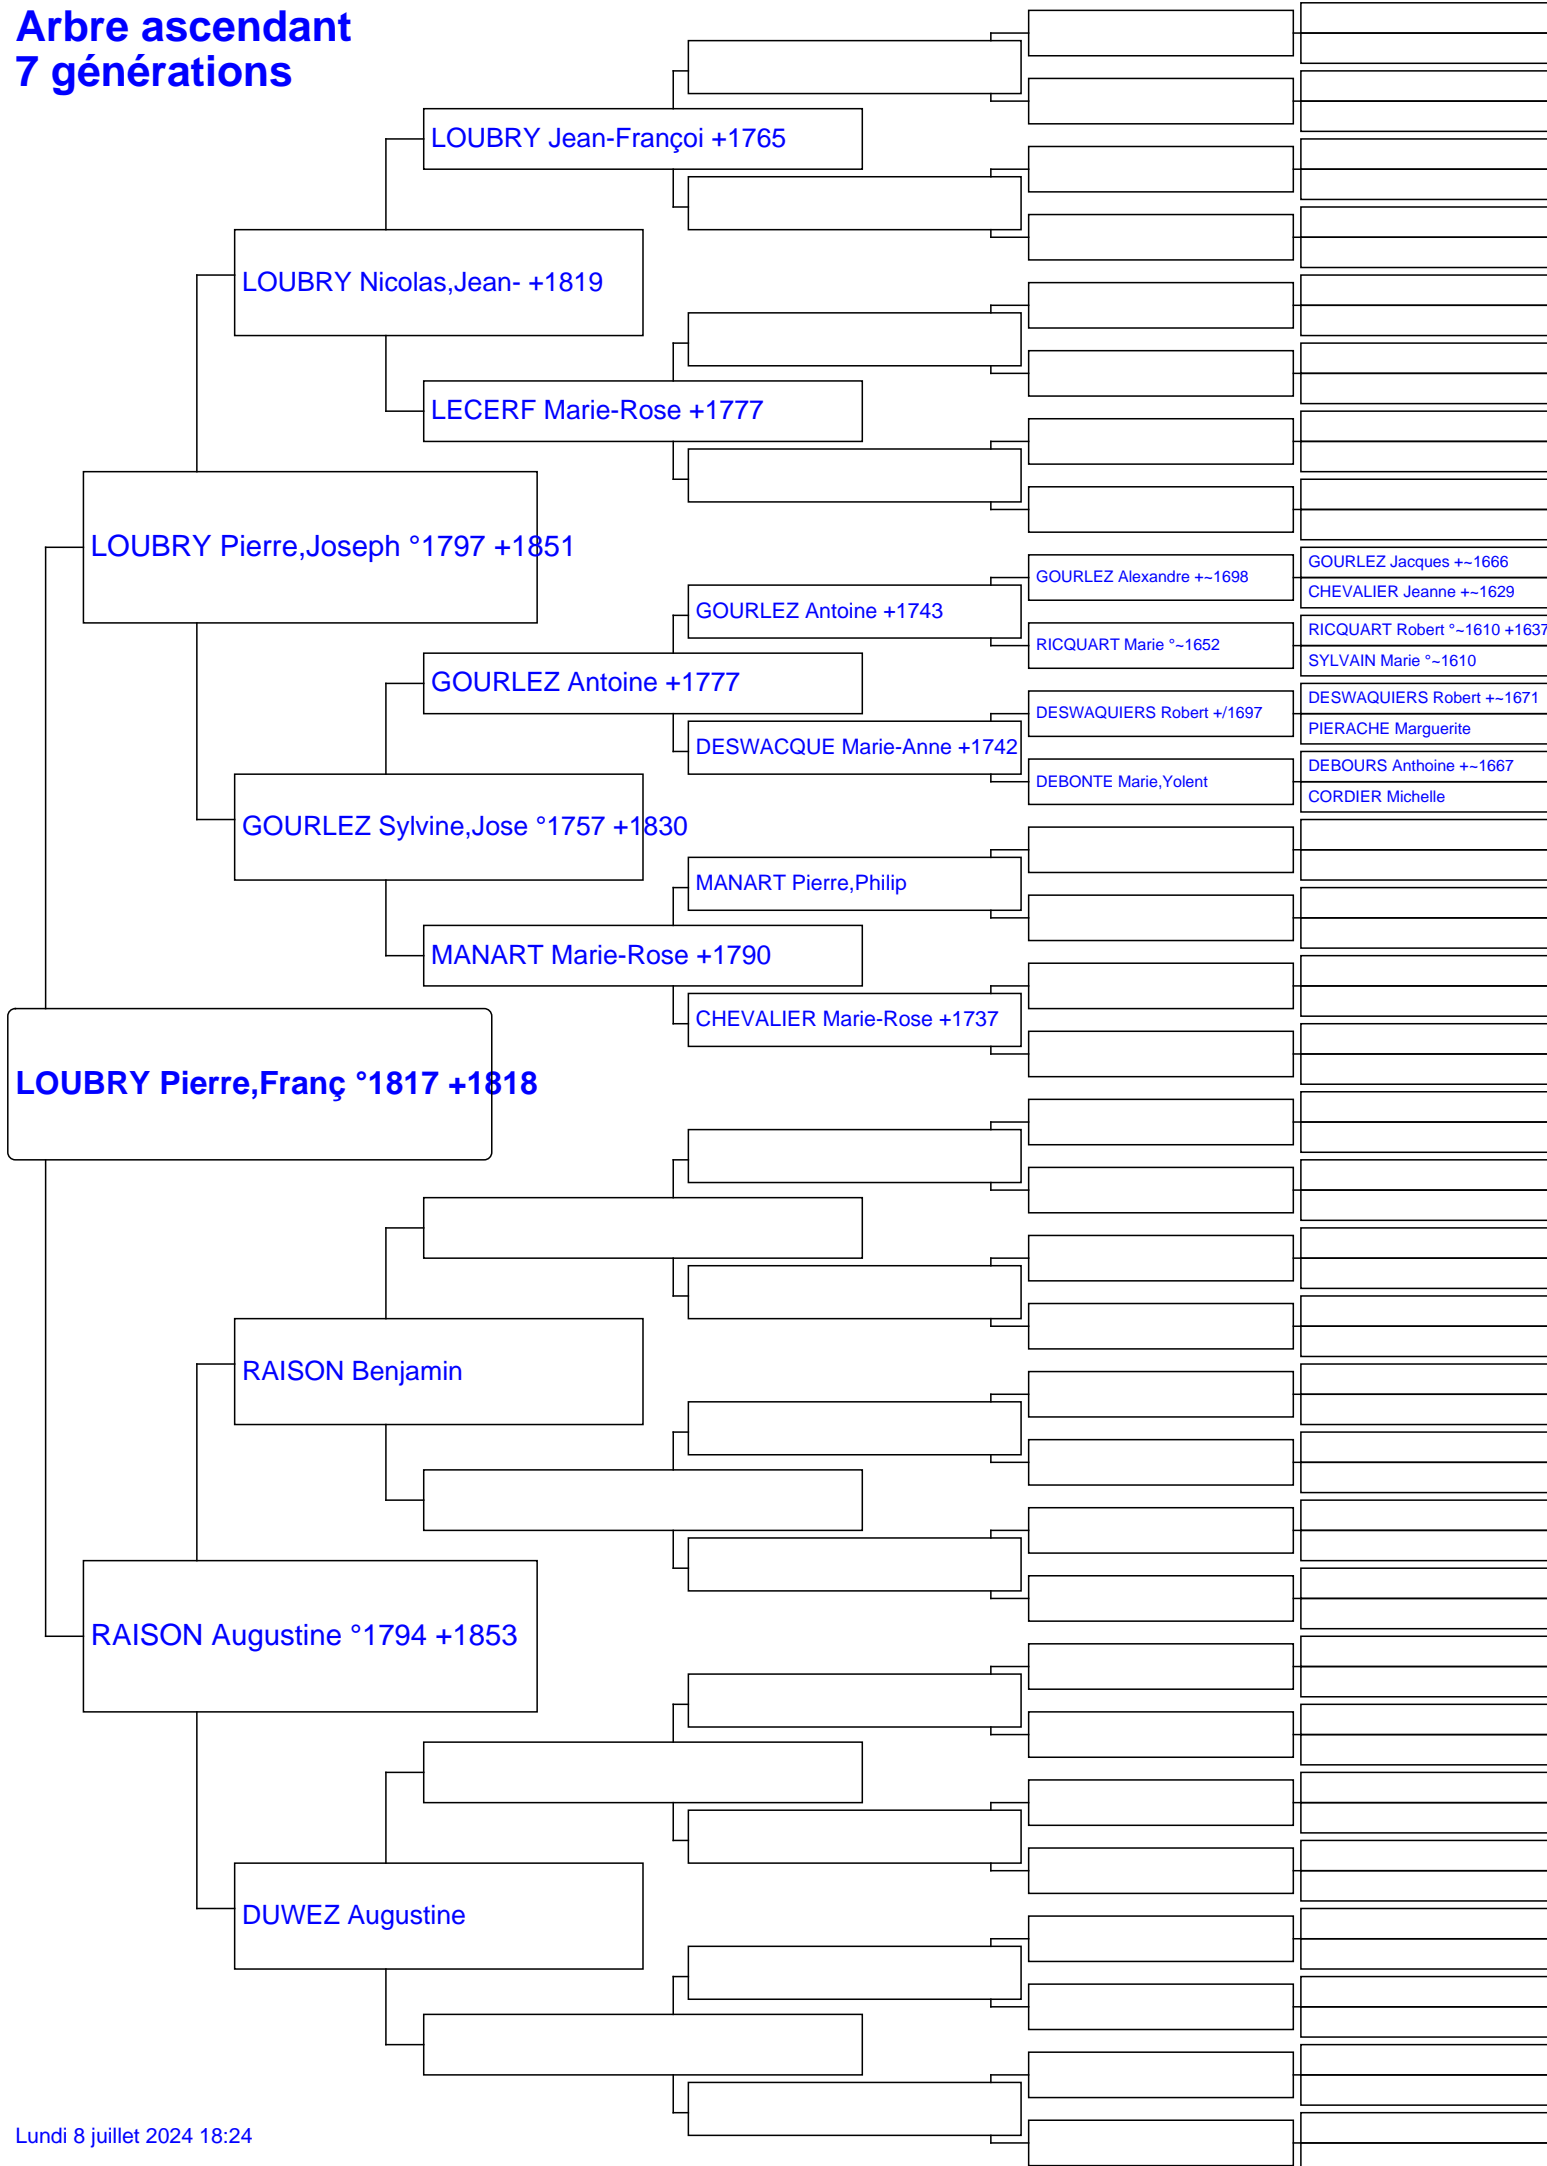 Arbre ascendant
7 générations
LOUBRY Jean-Françoi +1765
LOUBRY Nicolas,Jean- +1819
LECERF Marie-Rose +1777
LOUBRY Pierre,Joseph °1797 +1851
GOURLEZ Jacques +~1666
GOURLEZ Alexandre +~1698
CHEVALIER Jeanne +~1629
GOURLEZ Antoine +1743
RICQUART Robert °~1610 +1637
RICQUART Marie °~1652
SYLVAIN Marie °~1610
GOURLEZ Antoine +1777
DESWAQUIERS Robert +~1671
DESWAQUIERS Robert +/1697
PIERACHE Marguerite
DESWACQUE Marie-Anne +1742
DEBOURS Anthoine +~1667
DEBONTE Marie,Yolent
CORDIER Michelle
GOURLEZ Sylvine,Jose °1757 +1830
MANART Pierre,Philip
MANART Marie-Rose +1790
CHEVALIER Marie-Rose +1737
LOUBRY Pierre,Franç °1817 +1818
RAISON Benjamin
RAISON Augustine °1794 +1853
DUWEZ Augustine
Lundi 8 juillet 2024 18:24